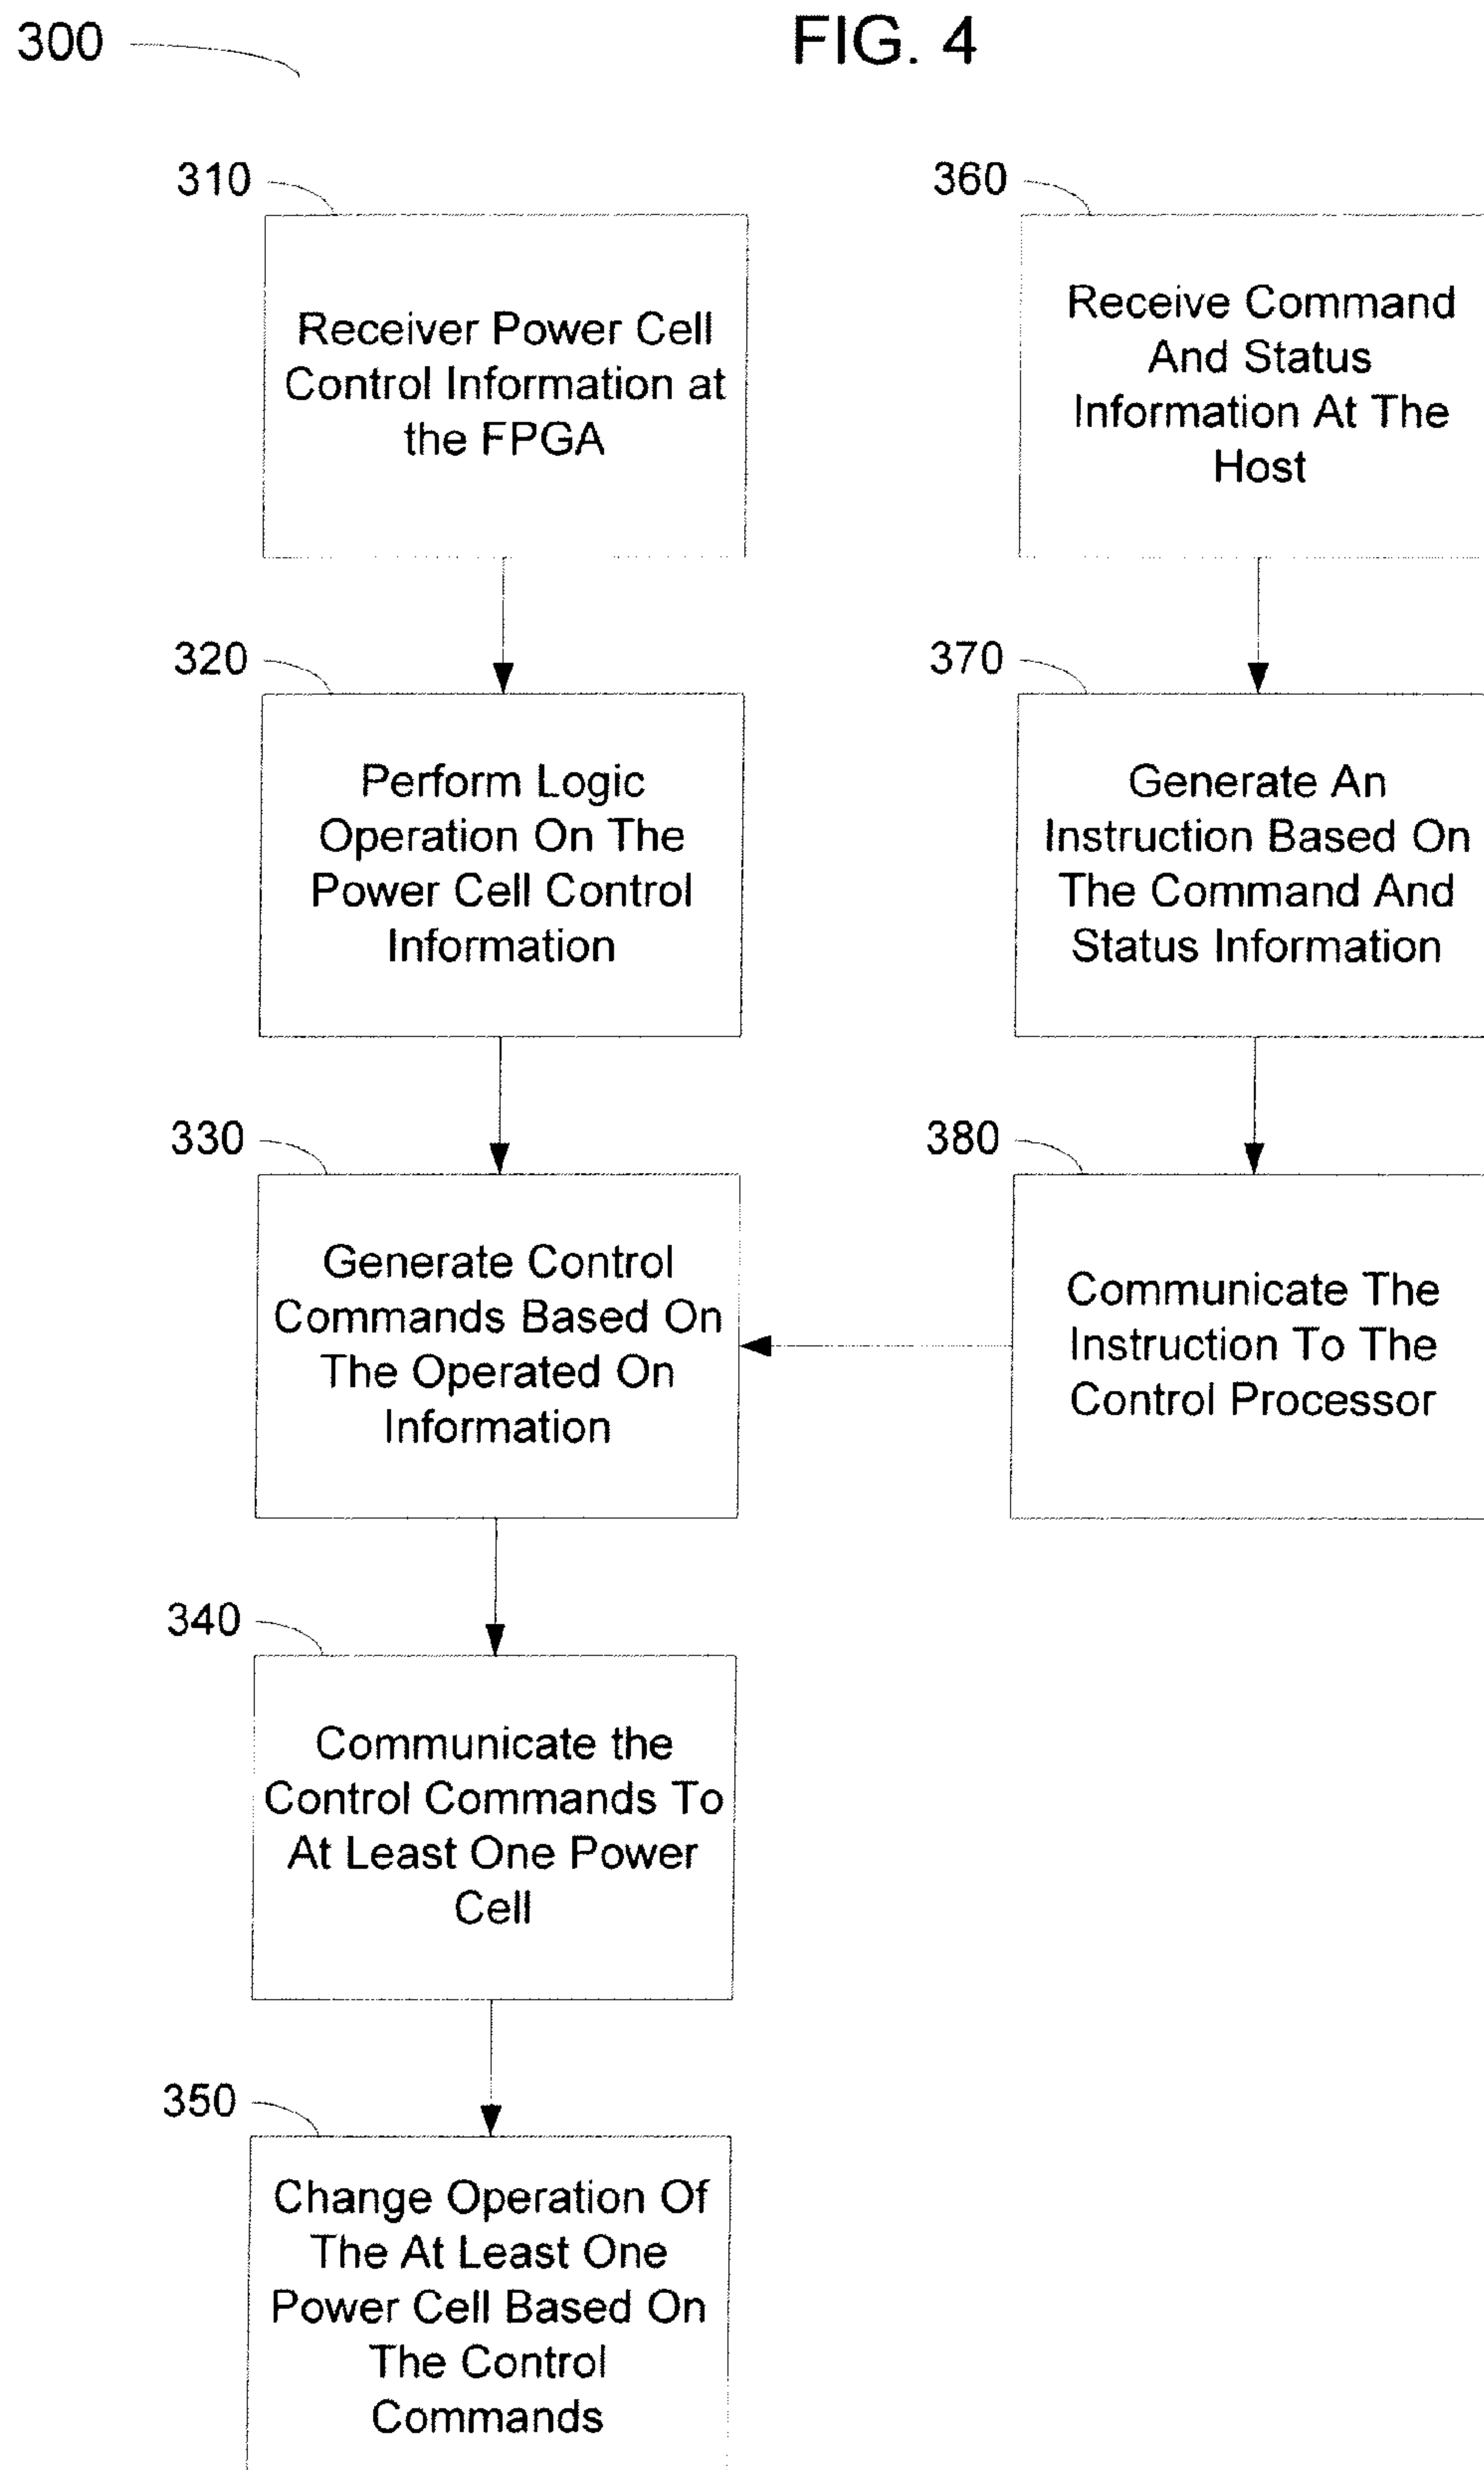 300
FIG. 4
310
Receiver Power Cell
Control Information at
the FPGA
320
Perform Logic
Operation On The
Power Cell Control
Information
330
Generate Control
Commands Based On
The Operated On
Information
340
Communicate the
Control Commands To
At Least One Power
Cell
350
Change Operation Of
The At Least One
Power Cell Based On
The Control
Commands
360
Receive Command
And Status
Information At The
Host
370
Generate An
Instruction Based On
The Command And
Status Information
380
Communicate The
Instruction To The
Control Processor